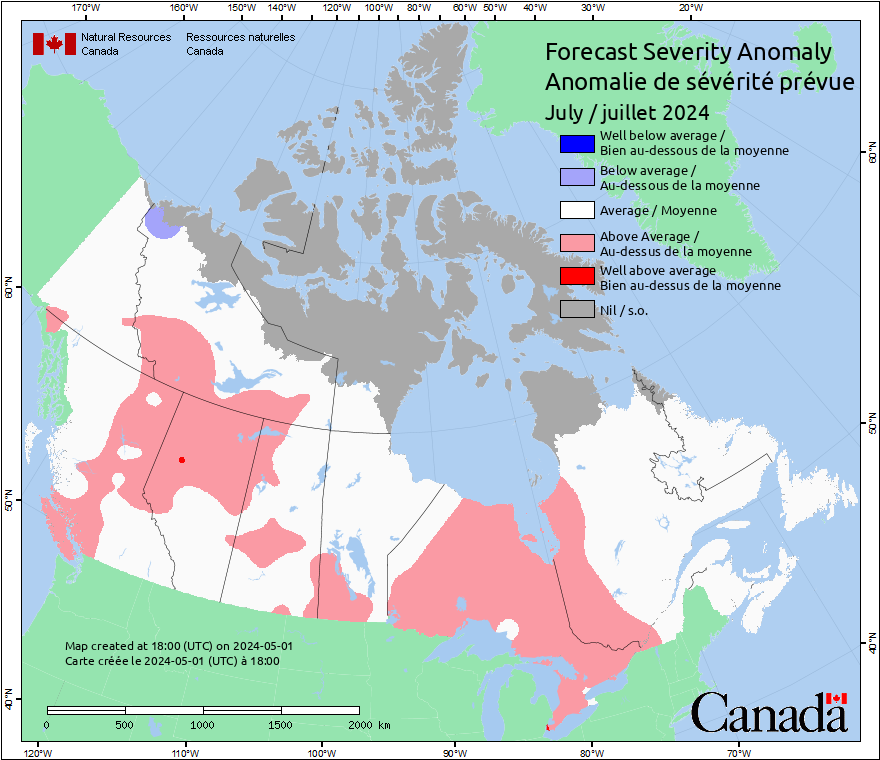 170°W 160°W 150°W 140°W 130°W 120°W 110°W 100°W 90°W 80°W 70°W 60°W 50°W 40°W 30°W 20°W
Natural Resources Canada
Ressources naturelles Canada
Forecast Severity Anomaly
Anomalie de sévérité prévue
July / juillet 2024
Well below average /
Bien au-dessous de la moyenne
Below average /
Au-dessous de la moyenne
Average / Moyenne
Above Average /
Au-dessus de la moyenne
Well above average
Bien au-dessus de la moyenne
Nil / s.o.
60°N
50°N
40°N
60°N
50°N
40°N
Map created at 18:00 (UTC) on 2024-05-01
Carte créée le 2024-05-01 (UTC) à 18:00
0 500 1000 1500 2000 km
Canada
120°W 110°W 100°W 90°W 80°W 70°W